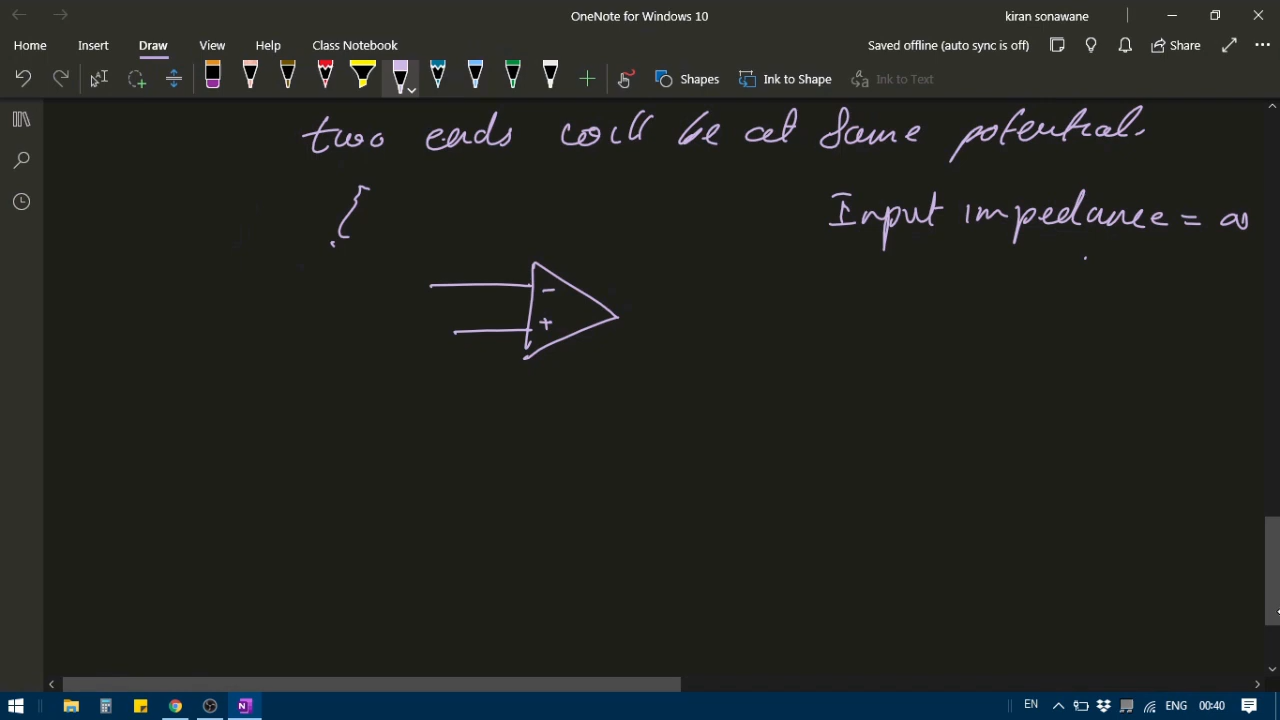 OneNote for Windows 10
kiran sonawane
Home Insert Draw View Help Class Notebook
Saved offline (auto sync is off) Share
Shapes Ink to Shape Ink to Text
two ends will be at Same potential.
Input impedance = ∞
-
+
EN ENG 00:40